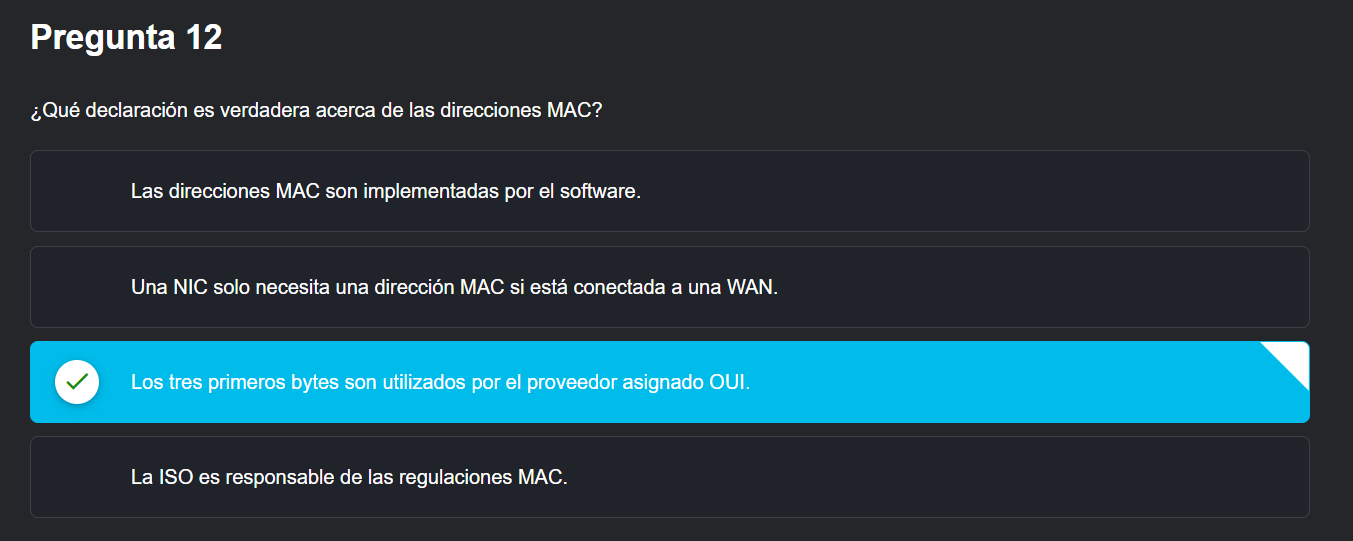 Pregunta 12
¿Qué declaración es verdadera acerca de las direcciones MAC?
Las direcciones MAC son implementadas por el software.
Una NIC solo necesita una dirección MAC si está conectada a una WAN.
Los tres primeros bytes son utilizados por el proveedor asignado OUI.
La ISO es responsable de las regulaciones MAC.